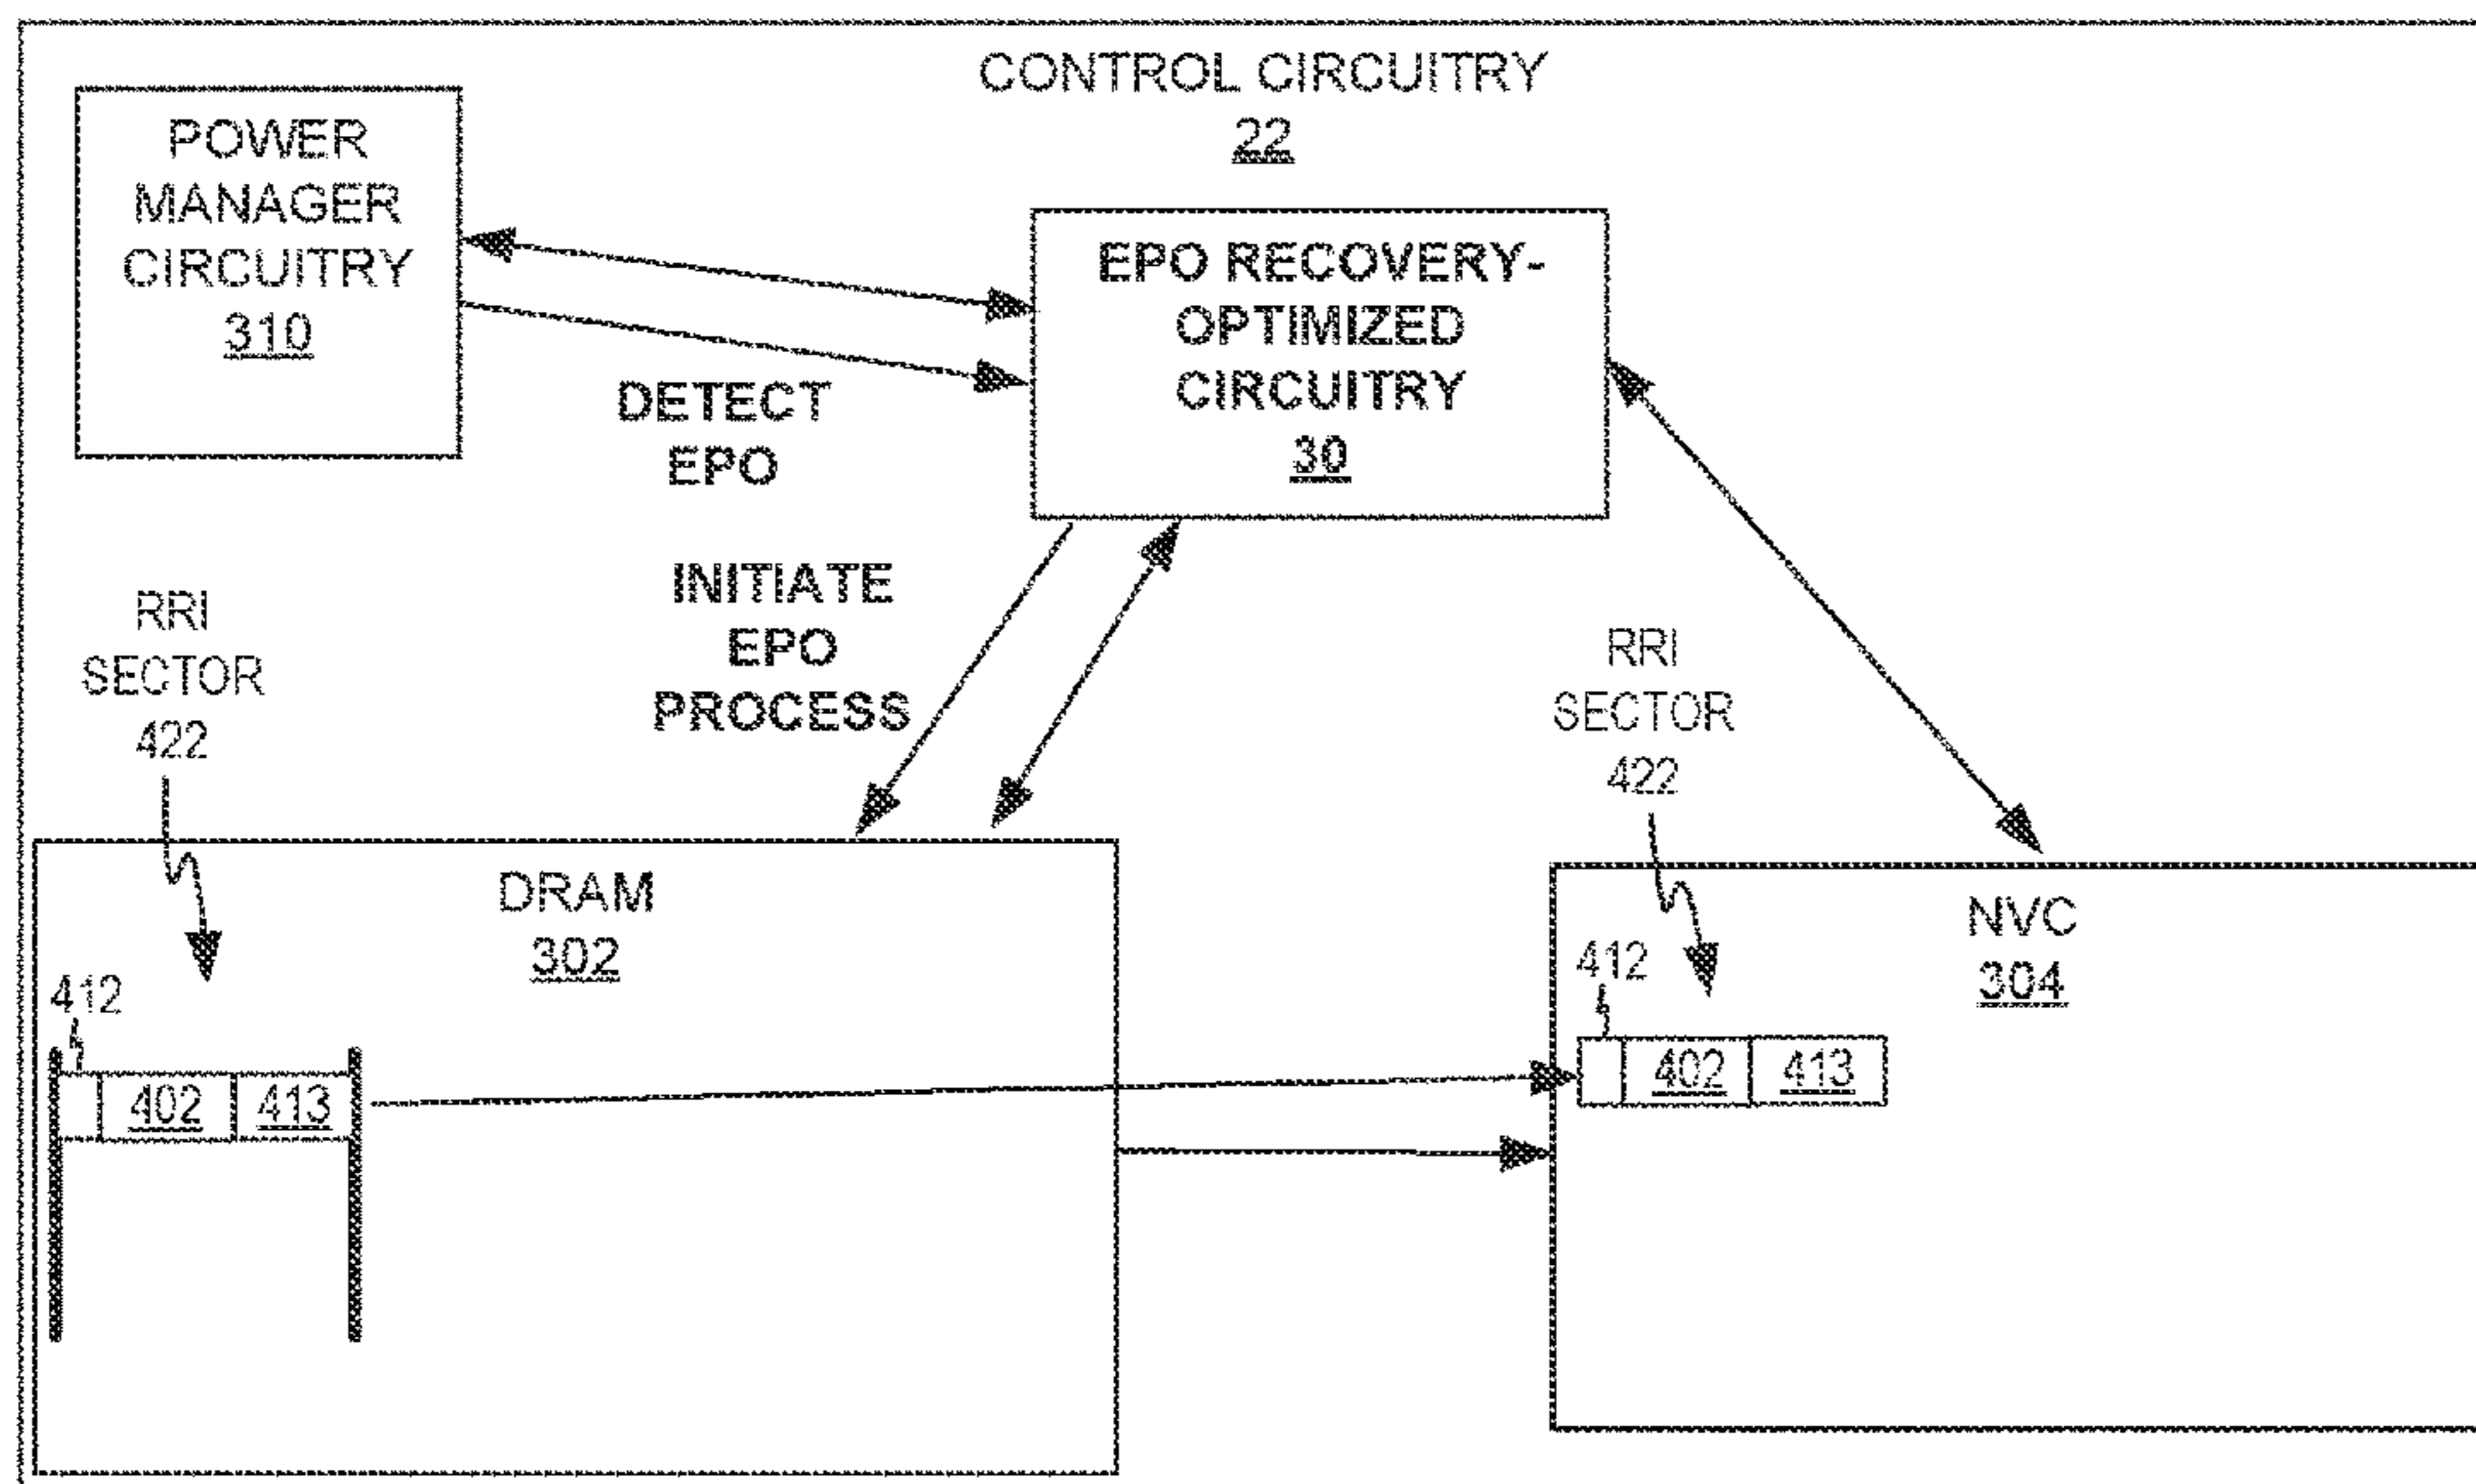 CONTROL CIRCUITRY
22
POWER
MANAGER
CIRCUITRY
310
EPO RECOVERY-
OPTIMIZED
CIRCUITRY
30
DETECT
EPO
INITIATE
EPO
PROCESS
RRI
SECTOR
422
RRI
SECTOR
422
DRAM
302
412
402 413
NVC
304
412
402 413